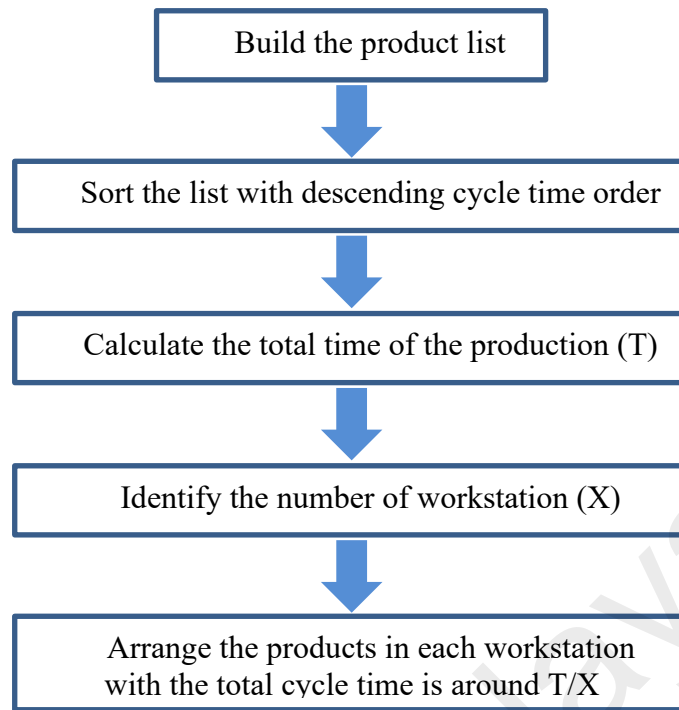 Build the product list
Sort the list with descending cycle time order
Calculate the total time of the production (T)
Identify the number of workstation (X)
Arrange the products in each workstation
with the total cycle time is around T/X